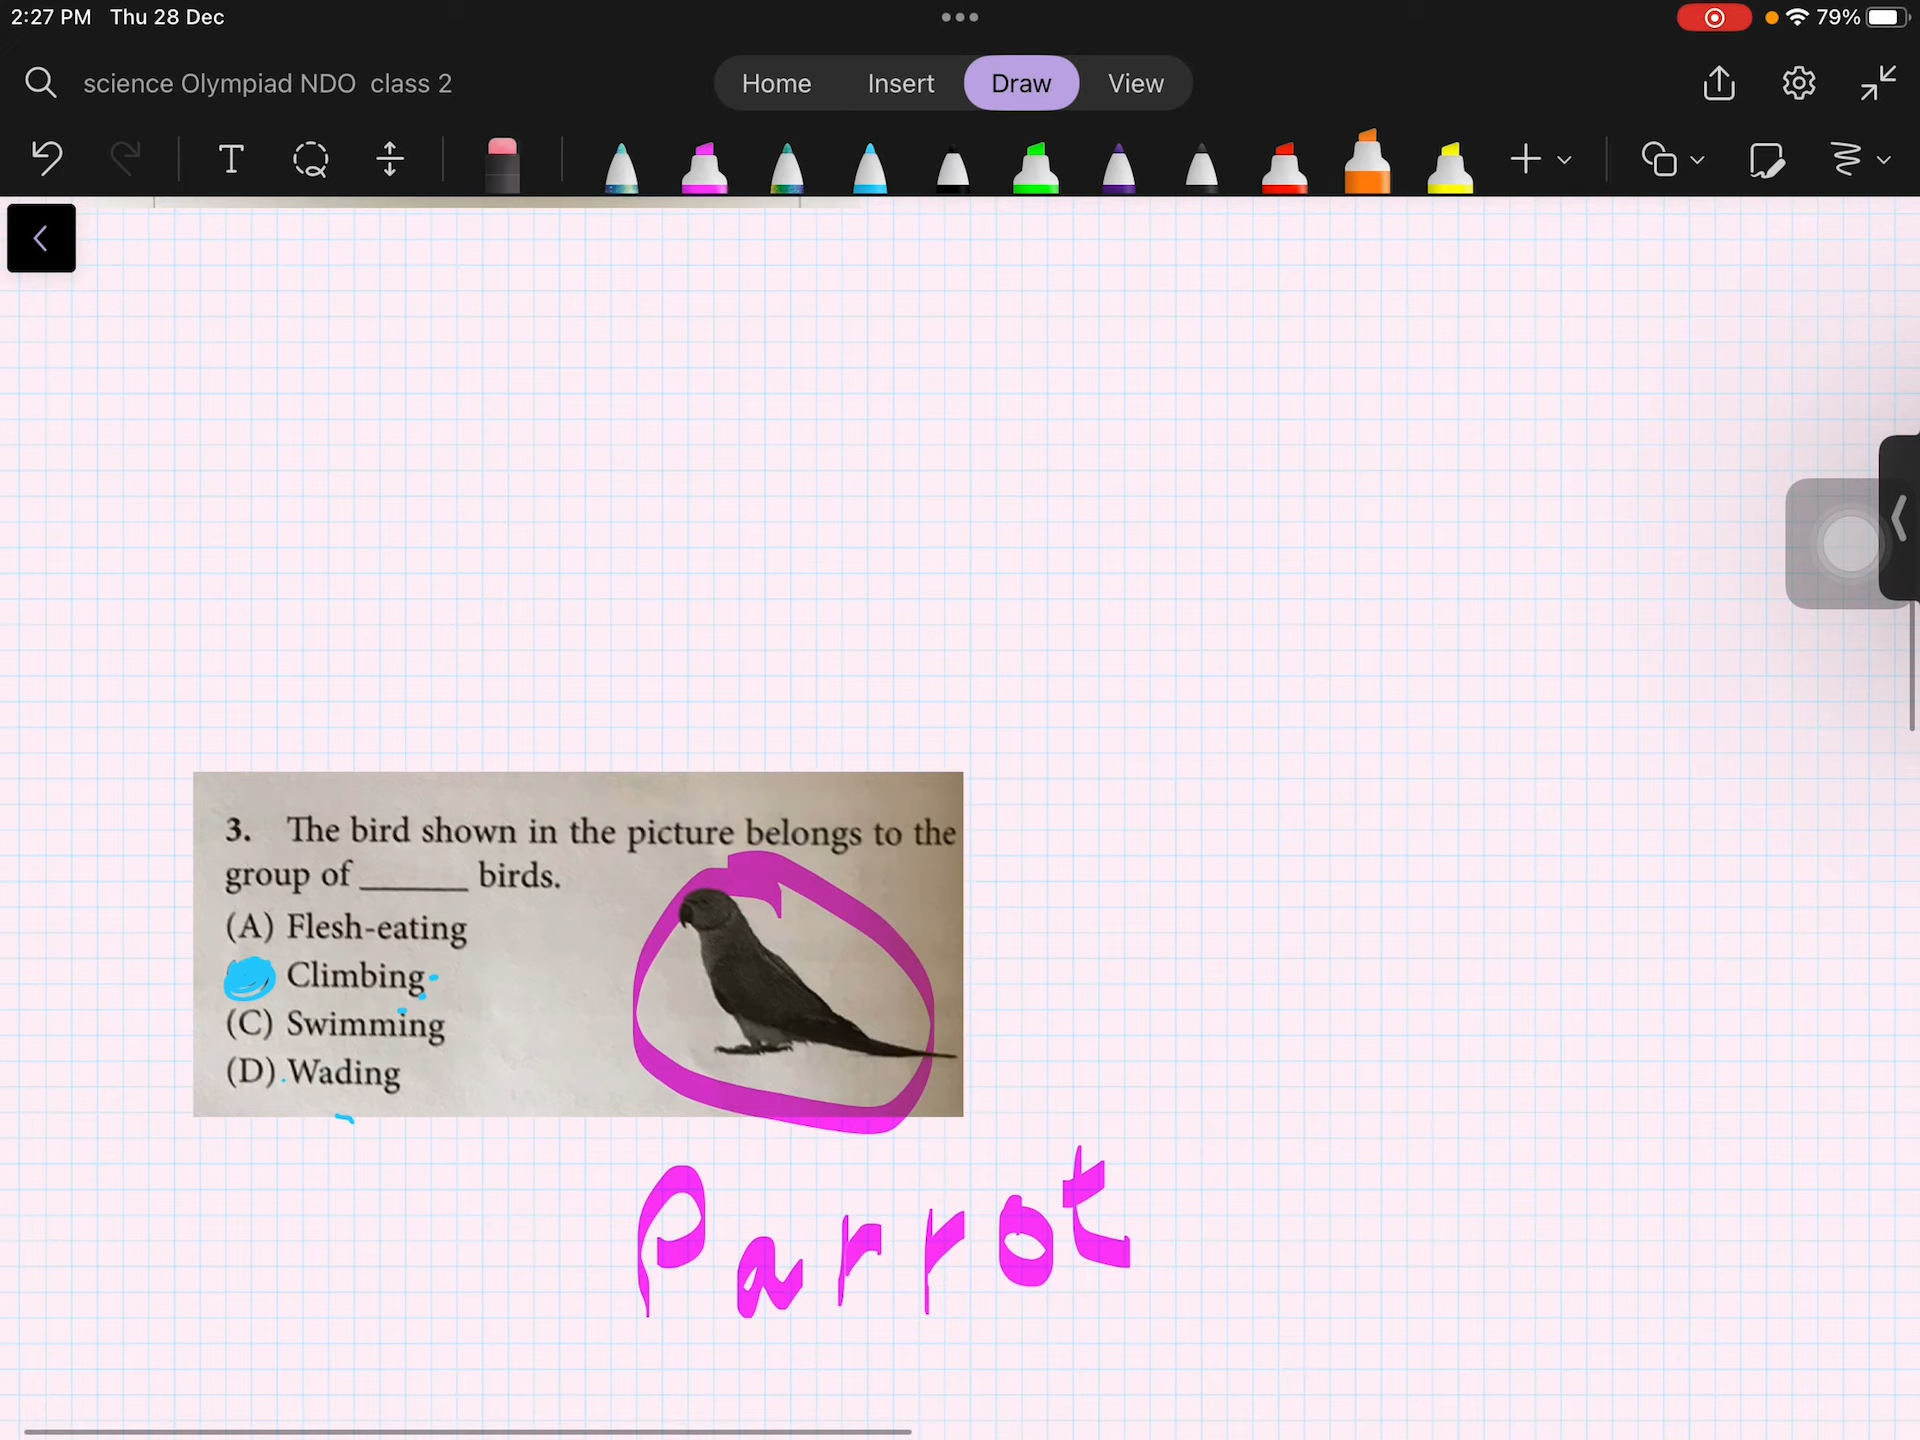 2:27 PM Thu 28 Dec
79%
science Olympiad NDO class 2
Home Insert Draw View
T
3. The bird shown in the picture belongs to the
group of ______ birds.
(A) Flesh-eating
Climbing
(C) Swimming
(D) Wading
Parrot